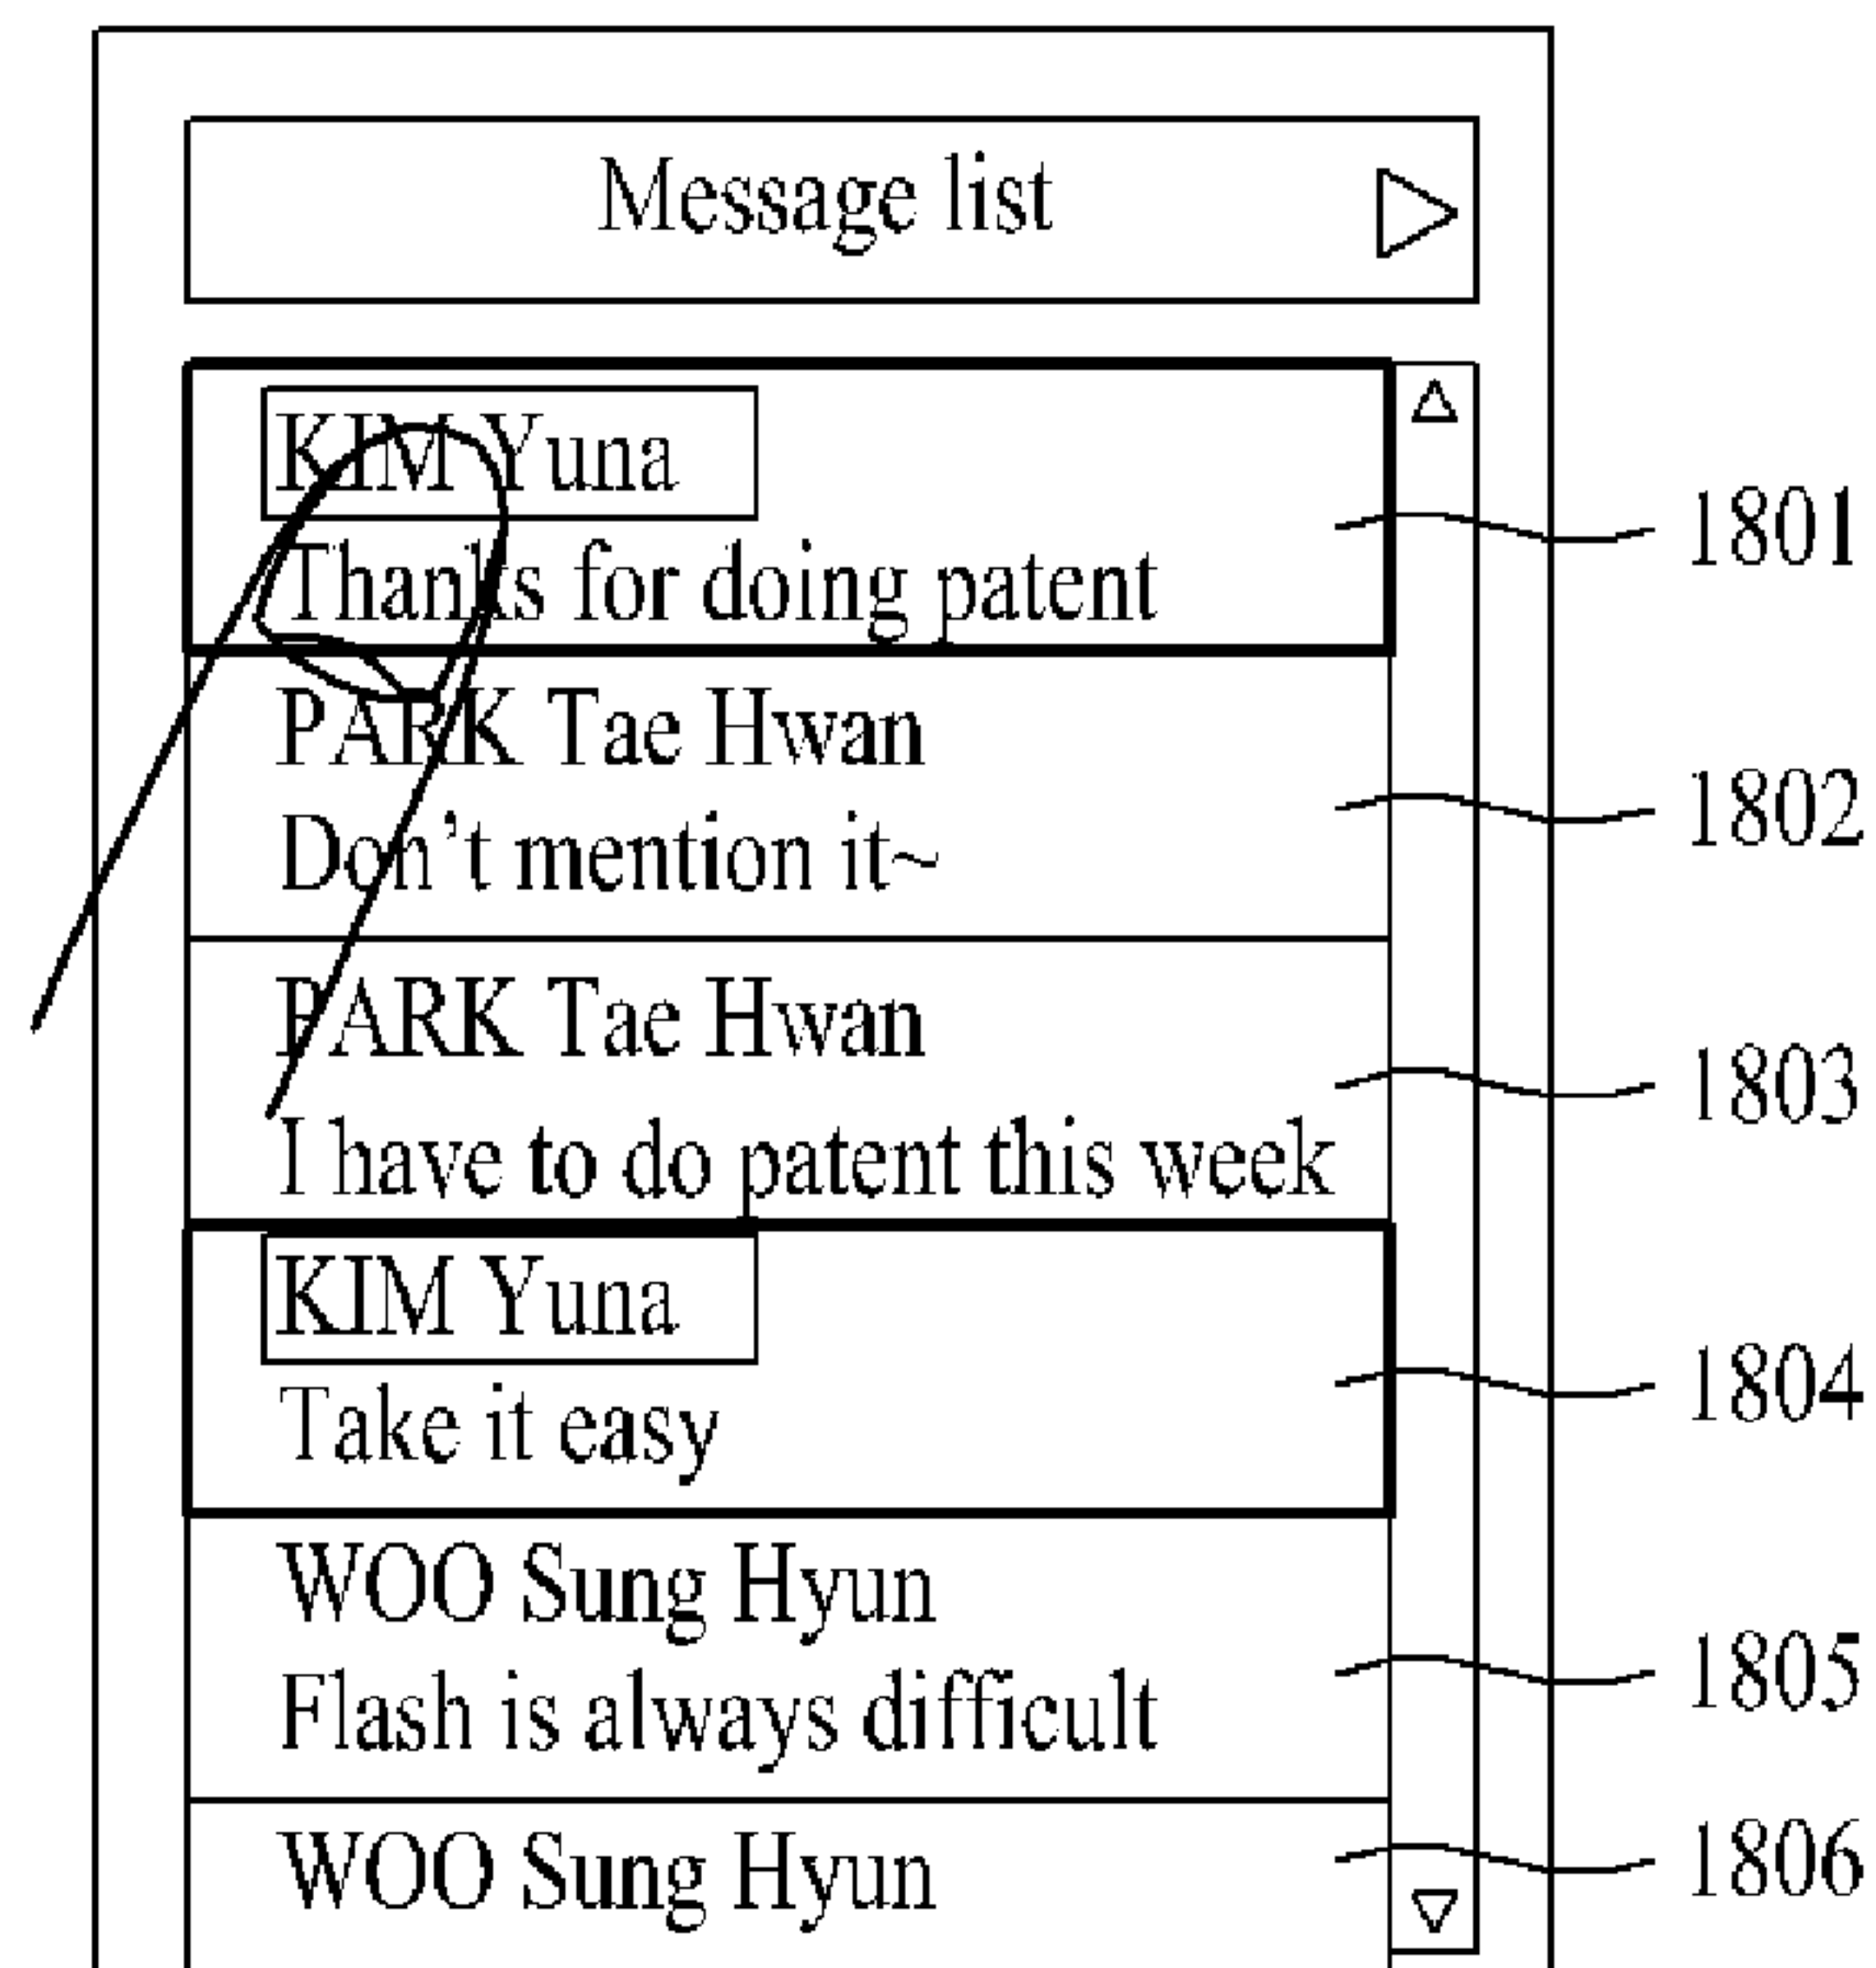 Message list
KIM Yuna
Thanks for doing patent
1801
PARK Tae Hwan
Don't mention it~
1802
PARK Tae Hwan
I have to do patent this week
1803
KIM Yuna
Take it easy
1804
WOO Sung Hyun
Flash is always difficult
1805
WOO Sung Hyun
1806